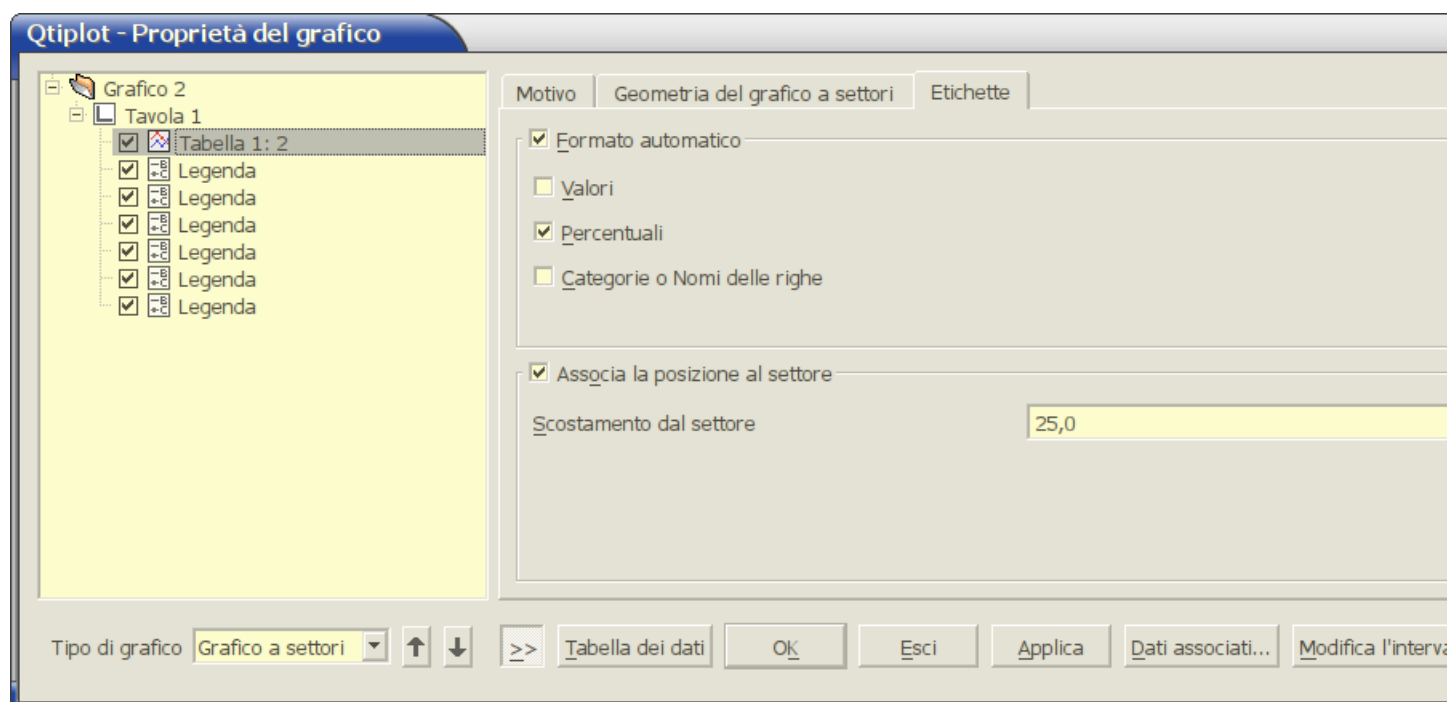 Qtiplot - Proprietà del grafico
Grafico 2
Tavola 1
Tabella 1: 2
Legenda
Legenda
Legenda
Legenda
Legenda
Legenda
Motivo
Geometria del grafico a settori
Etichette
Formato automatico
Valori
Percentuali
Categorie o Nomi delle righe
Associa la posizione al settore
Scostamento dal settore
25,0
Tipo di grafico
Grafico a settori
>>
Tabella dei dati
OK
Esci
Applica
Dati associati...
Modifica l'interva